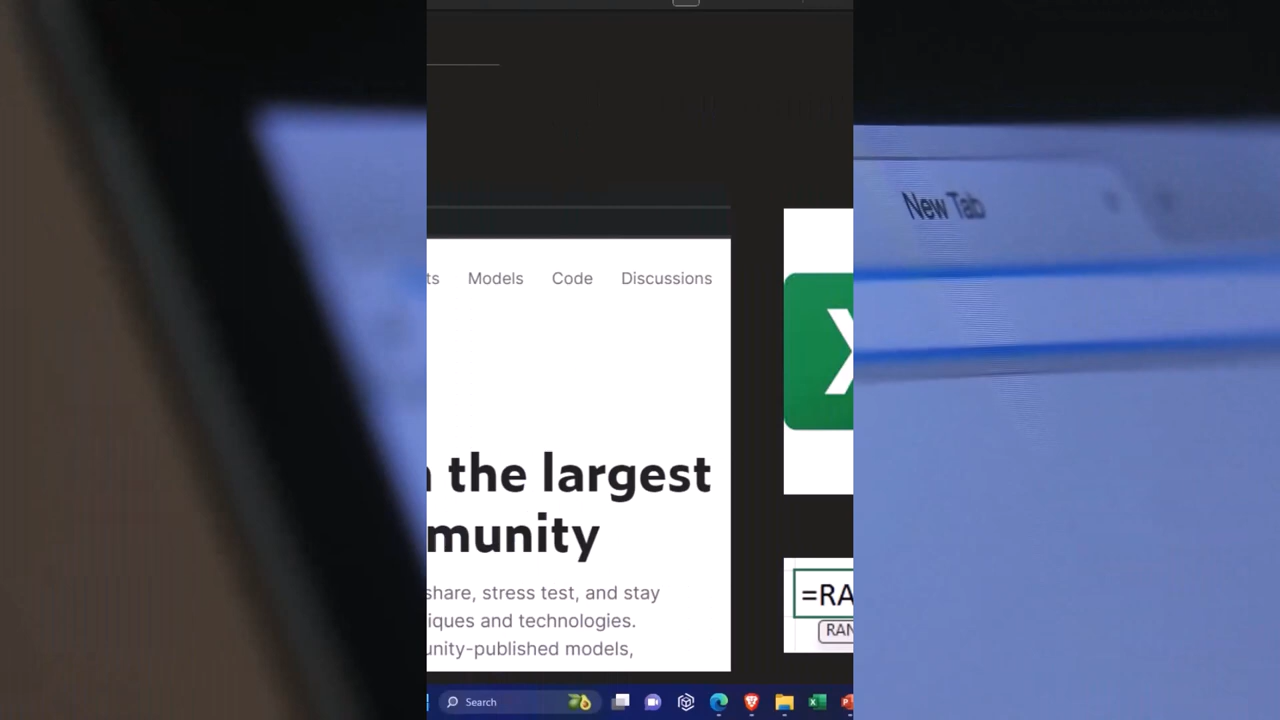 New Tab
ts Models Code Discussions
the largest
munity
share, stress test, and stay
iques and technologies.
unity-published models,
=RA
RAN
Search